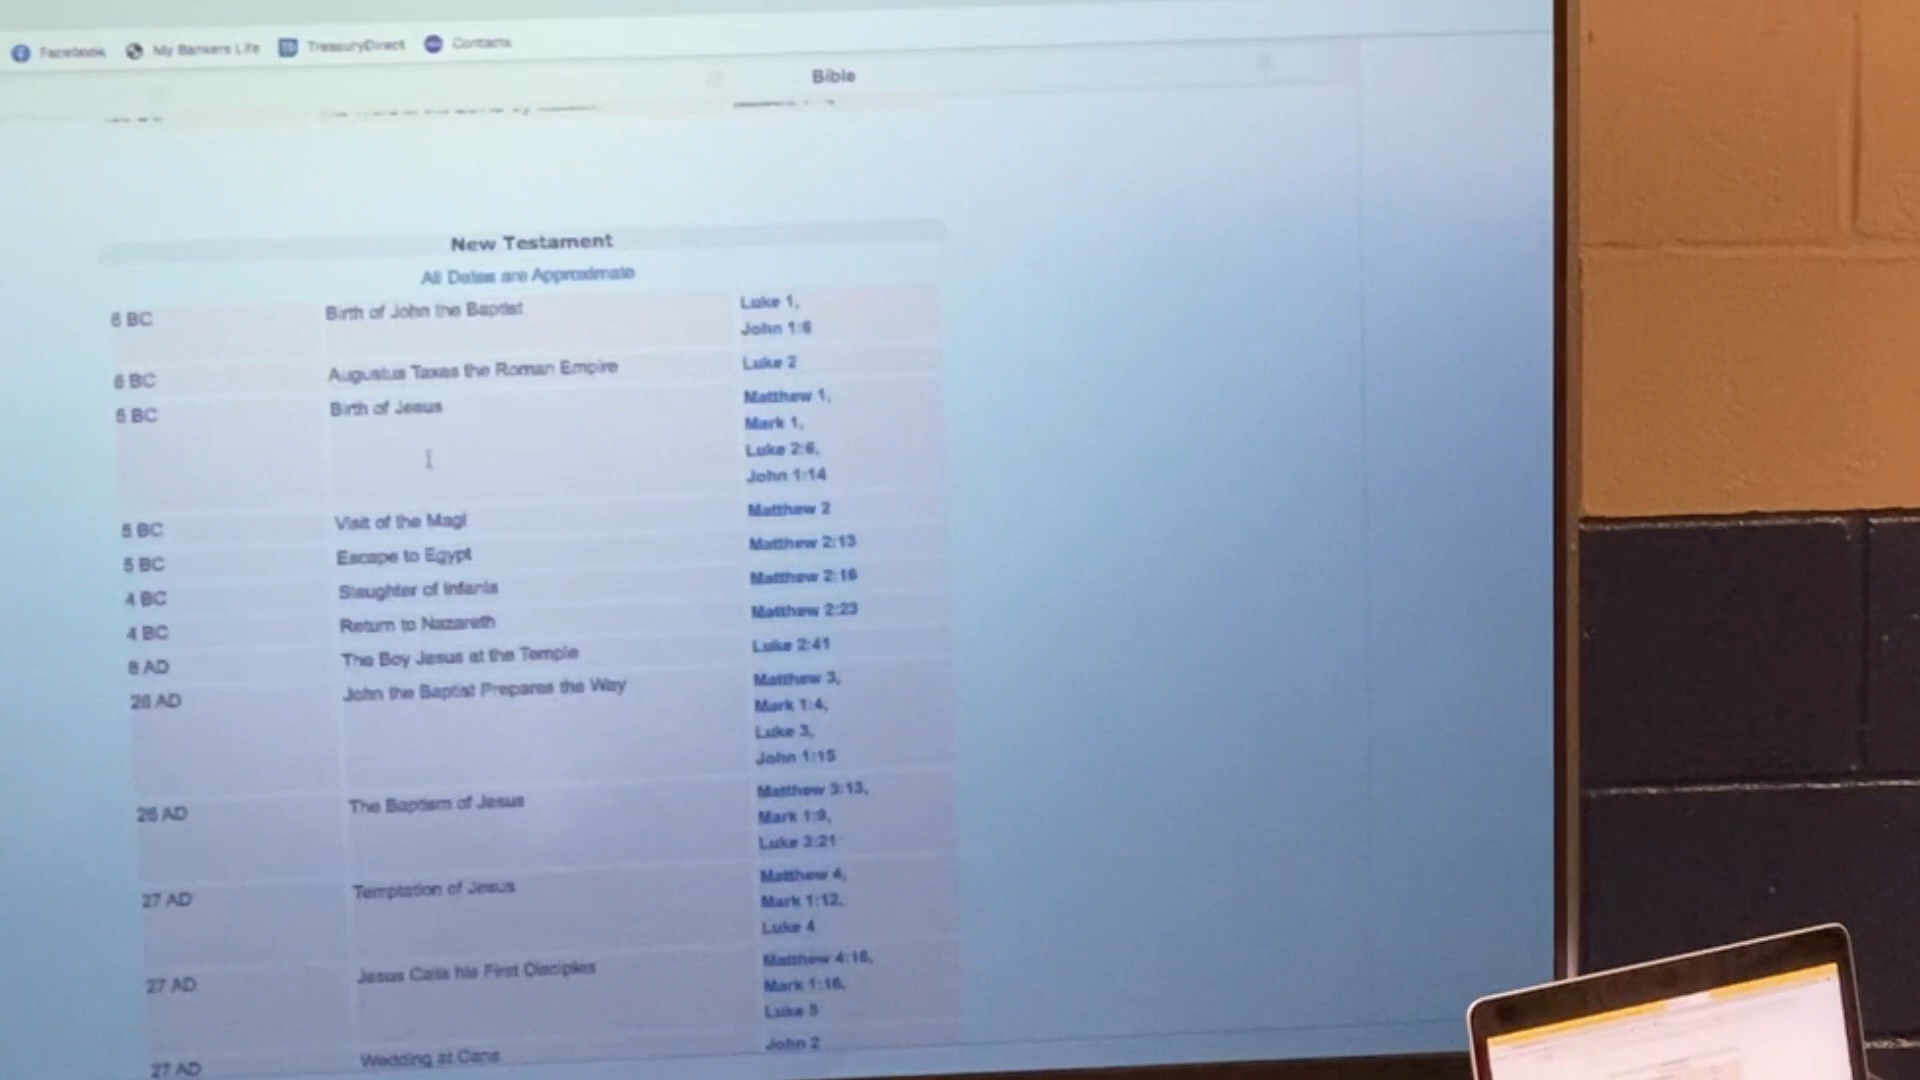 Facebook My Bankers Life TreasuryDirect Contacts
Bible
New Testament
All Dates are Approximate
6 BC Birth of John the Baptist Luke 1,
John 1:6
6 BC Augustus Taxes the Roman Empire Luke 2
5 BC Birth of Jesus Matthew 1,
Mark 1,
Luke 2:6,
John 1:14
5 BC Visit of the Magi Matthew 2
5 BC Escape to Egypt Matthew 2:13
4 BC Slaughter of Infants Matthew 2:16
4 BC Return to Nazareth Matthew 2:23
8 AD The Boy Jesus at the Temple Luke 2:41
26 AD John the Baptist Prepares the Way Matthew 3,
Mark 1:4,
Luke 3,
John 1:15
26 AD The Baptism of Jesus Matthew 3:13,
Mark 1:9,
Luke 3:21
27 AD Temptation of Jesus Matthew 4,
Mark 1:12,
Luke 4
27 AD Jesus Calls his First Disciples Matthew 4:18,
Mark 1:16,
Luke 5
27 AD Wedding at Cana John 2